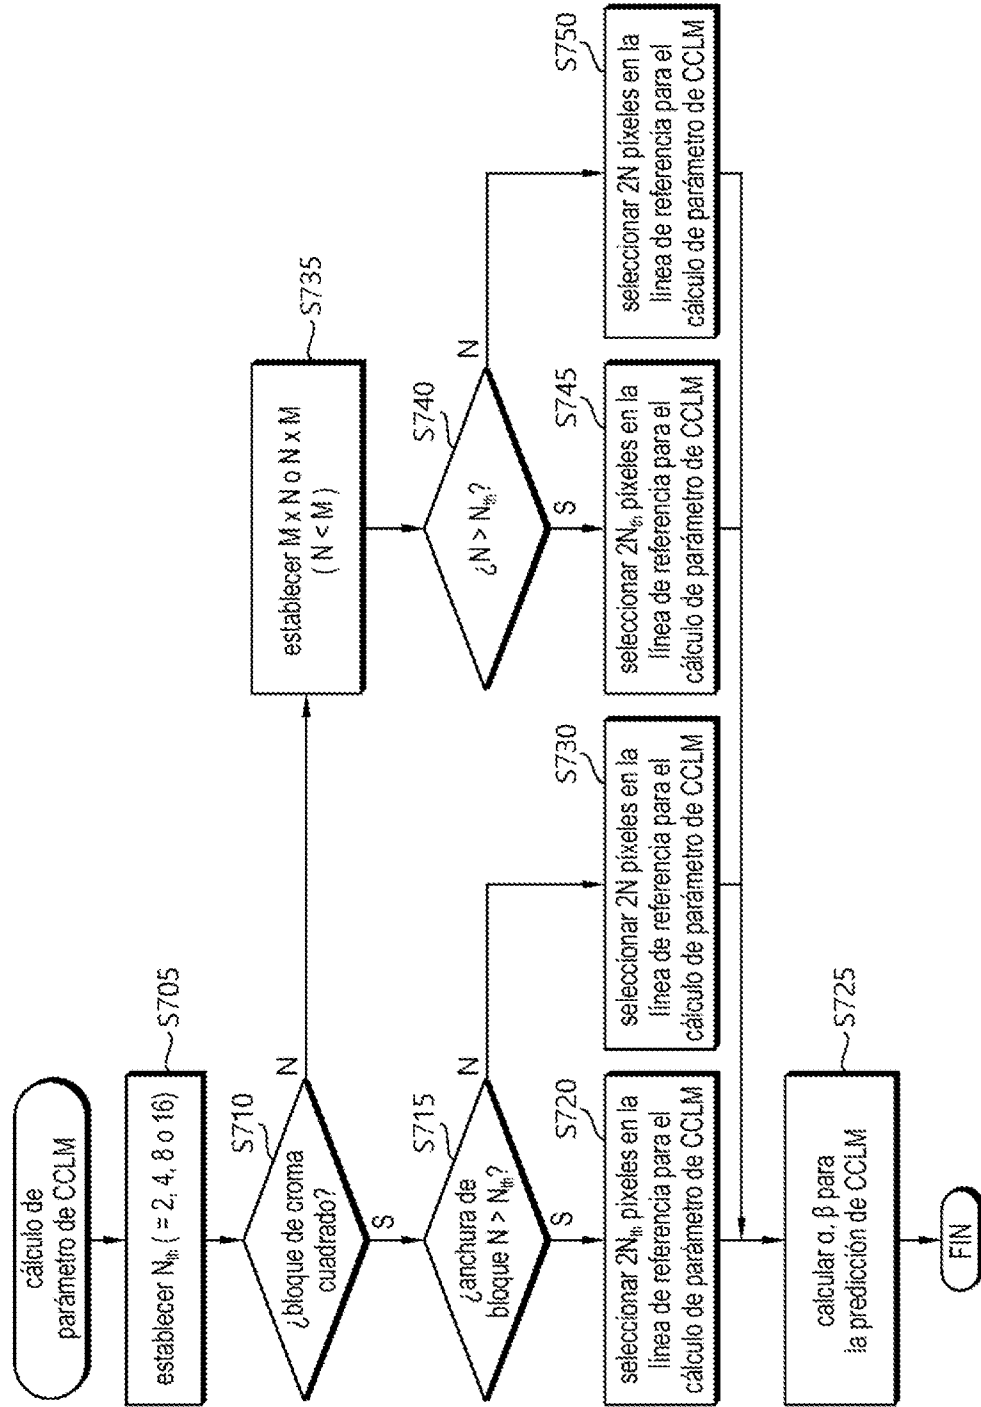 cálculo de
parámetro de CCLM
S705
establecer Nth ( = 2, 4, 8 o 16)
S710
¿bloque de croma
cuadrado?
N
S
S735
establecer M x N o N x M
( N < M )
S715
¿anchura de
bloque N > Nth?
N
S
S740
¿N > Nth?
N
S
S720
seleccionar 2Nth píxeles en la
línea de referencia para el
cálculo de parámetro de CCLM
S730
seleccionar 2N píxeles en la
línea de referencia para el
cálculo de parámetro de CCLM
S745
seleccionar 2Nth píxeles en la
línea de referencia para el
cálculo de parámetro de CCLM
S750
seleccionar 2N píxeles en la
línea de referencia para el
cálculo de parámetro de CCLM
S725
calcular α, β para
la predicción de CCLM
FIN